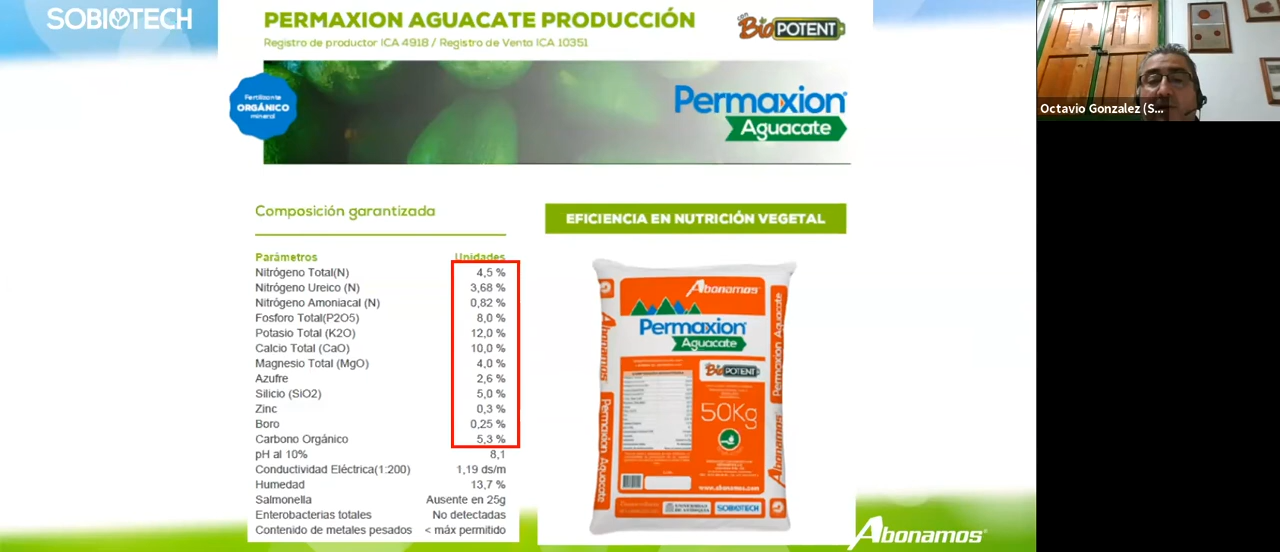 SOBIOTECH
PERMAXION AGUACATE PRODUCCIÓN
Registro de productor ICA 4918 / Registro de Venta ICA 10351
con
BioPOTENT
Fertilizante
ORGÁNICO
mineral
Permaxion
Aguacate
Octavio Gonzalez (S...
Composición garantizada
EFICIENCIA EN NUTRICIÓN VEGETAL
Parámetros Unidades
Nitrógeno Total(N) 4,5 %
Nitrógeno Ureico (N) 3,68 %
Nitrógeno Amoniacal (N) 0,82 %
Fosforo Total(P2O5) 8,0 %
Potasio Total (K2O) 12,0 %
Calcio Total (CaO) 10,0 %
Magnesio Total (MgO) 4,0 %
Azufre 2,6 %
Silicio (SiO2) 5,0 %
Zinc 0,3 %
Boro 0,25 %
Carbono Orgánico 5,3 %
pH al 10% 8,1
Conductividad Eléctrica(1:200) 1,19 ds/m
Humedad 13,7 %
Salmonella Ausente en 25g
Enterobacterias totales No detectadas
Contenido de metales pesados < máx permitido
Abonamos
Permaxion
Aguacate
BioPOTENT
50Kg
www.abonamos.com
SOBIOTECH
Abonamos
Permaxion Aguacate
Permaxion Aguacate
Abonamos
Abonamos®